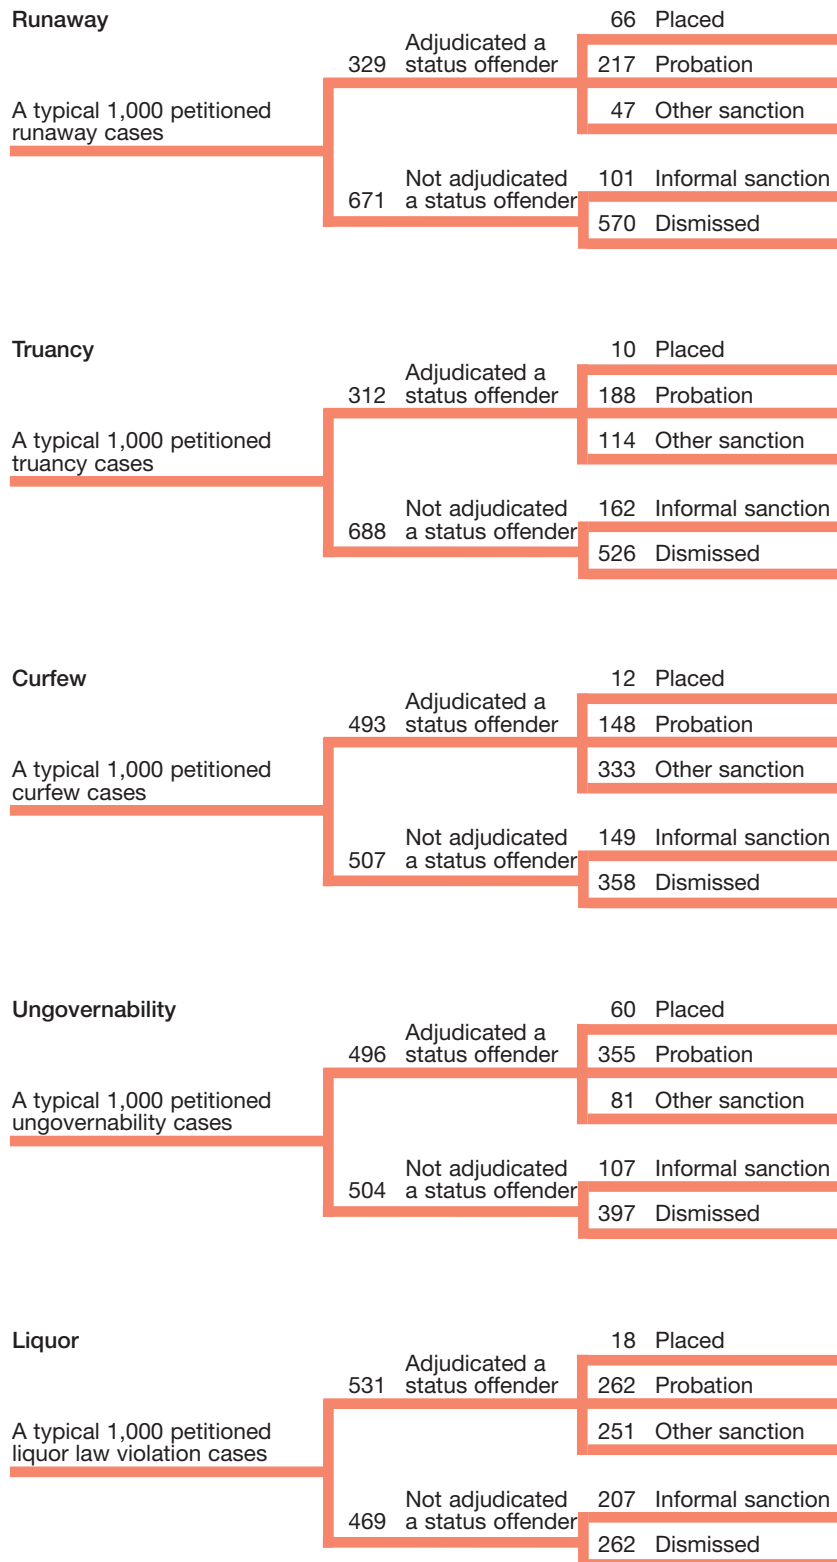 Runaway
66 Placed
Adjudicated a
329 status offender
217 Probation
A typical 1,000 petitioned
runaway cases
47 Other sanction
Not adjudicated
671 a status offender
101 Informal sanction
570 Dismissed
Truancy
10 Placed
Adjudicated a
312 status offender
188 Probation
A typical 1,000 petitioned
truancy cases
114 Other sanction
Not adjudicated
688 a status offender
162 Informal sanction
526 Dismissed
Curfew
12 Placed
Adjudicated a
493 status offender
148 Probation
A typical 1,000 petitioned
curfew cases
333 Other sanction
Not adjudicated
507 a status offender
149 Informal sanction
358 Dismissed
Ungovernability
60 Placed
Adjudicated a
496 status offender
355 Probation
A typical 1,000 petitioned
ungovernability cases
81 Other sanction
Not adjudicated
504 a status offender
107 Informal sanction
397 Dismissed
Liquor
18 Placed
Adjudicated a
531 status offender
262 Probation
A typical 1,000 petitioned
liquor law violation cases
251 Other sanction
Not adjudicated
469 a status offender
207 Informal sanction
262 Dismissed